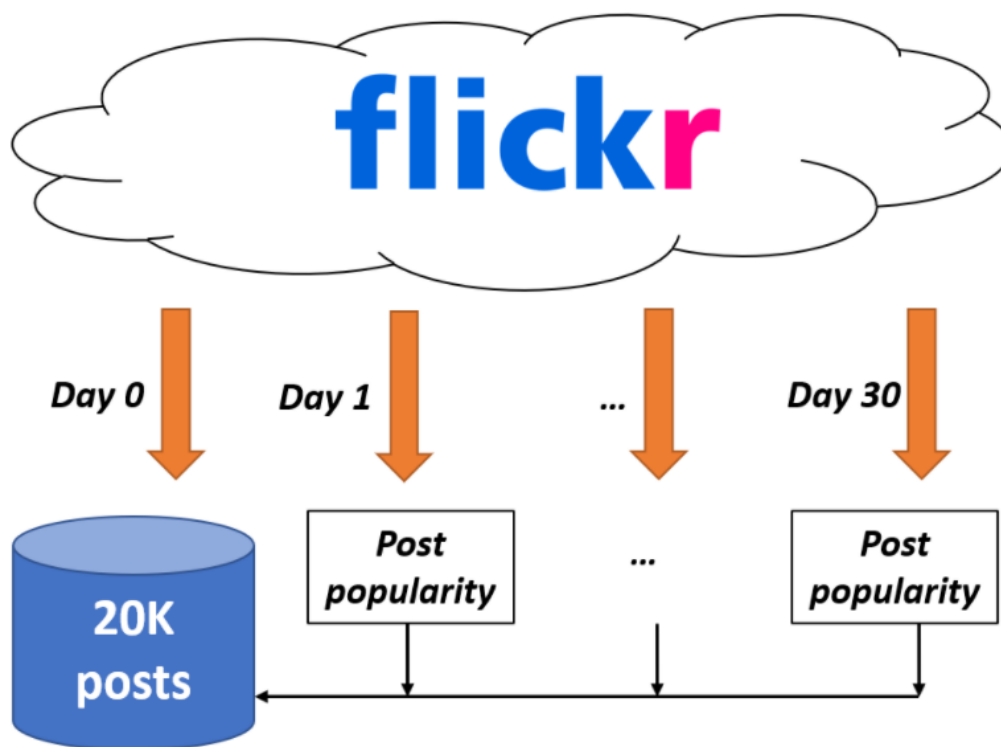 flickr
Day 0
Day 1
...
Day 30
20K
posts
Post
popularity
...
Post
popularity